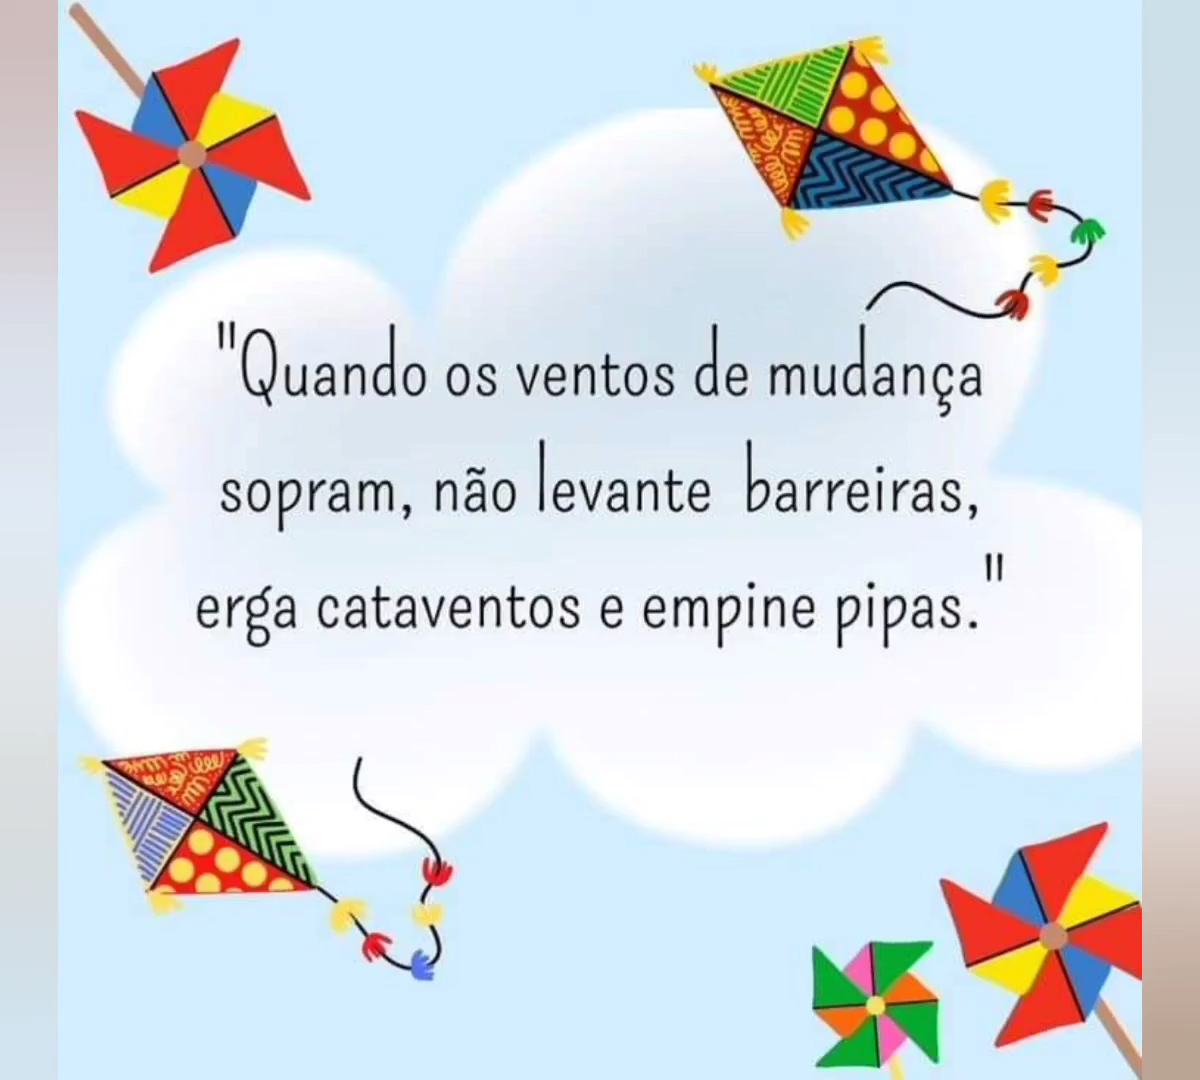 "Quando os ventos de mudança
sopram, não levante barreiras,
erga cataventos e empine pipas."